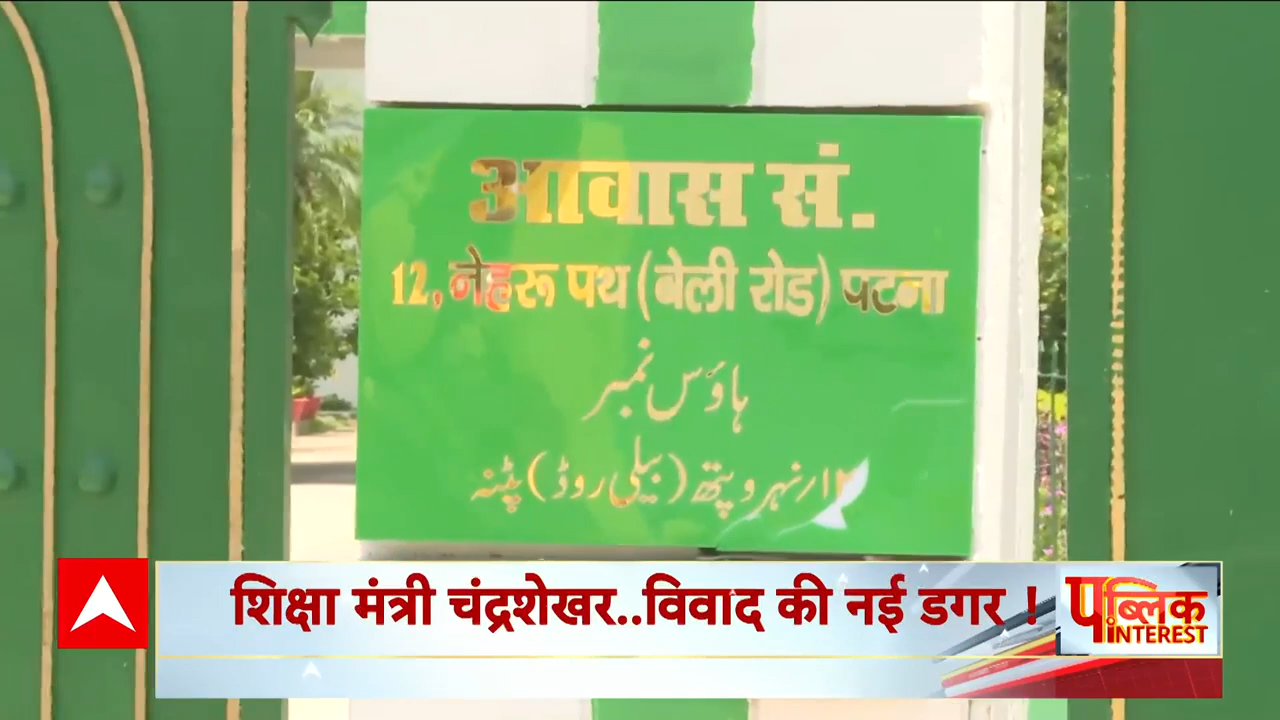 आवास सं.
12, नेहरू पथ (बेली रोड) पटना
ہاؤس نمبر
۱۲/نہرو پتھ (بیلی روڈ) پٹنہ
शिक्षा मंत्री चंद्रशेखर..विवाद की नई डगर !
पब्लिक
INTEREST